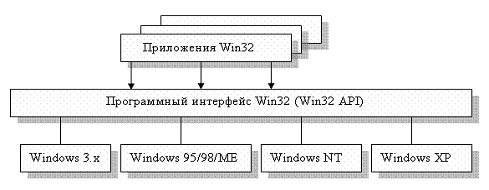 Приложения Win32
Программный интерфейс Win32 (Win32 API)
Windows 3.x
Windows 95/98/ME
Windows NT
Windows XP